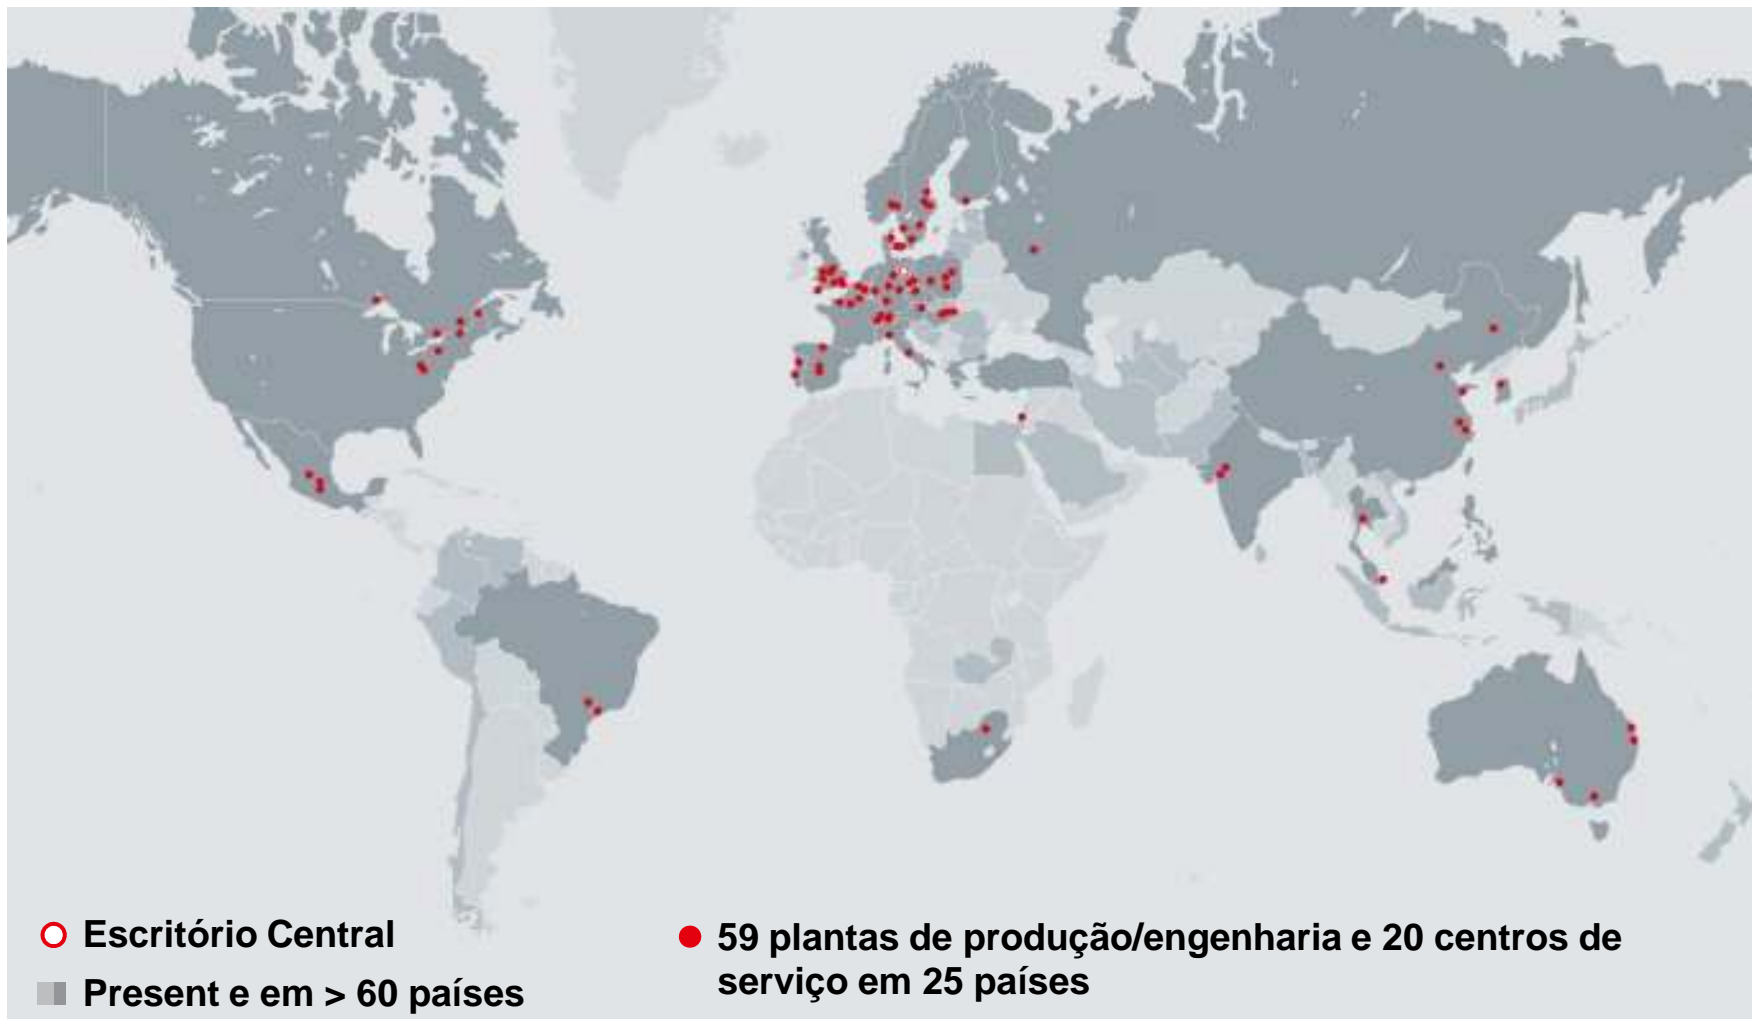 Escritório Central
Present e em > 60 países
59 plantas de produção/engenharia e 20 centros de
serviço em 25 países